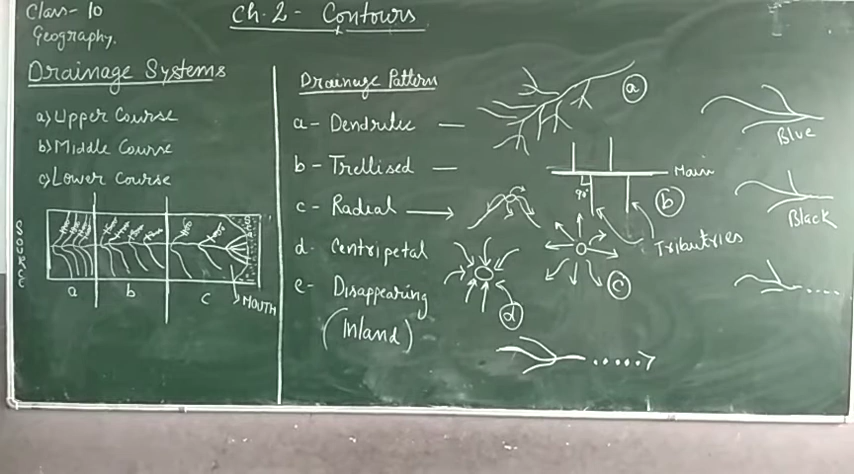 Class- 10
Geography.
Ch. 2 - Contours
Drainage Systems
a) Upper Course
b) Middle Course
c) Lower Course
SOURCE
a b c
MOUTH
Drainage Pattern
a - Dendritic —
b - Trellised —
c - Radial
d. Centripetal
e- Disappearing
(Inland)
a
Main
90°
b
Tributries
c
d
Blue
Black